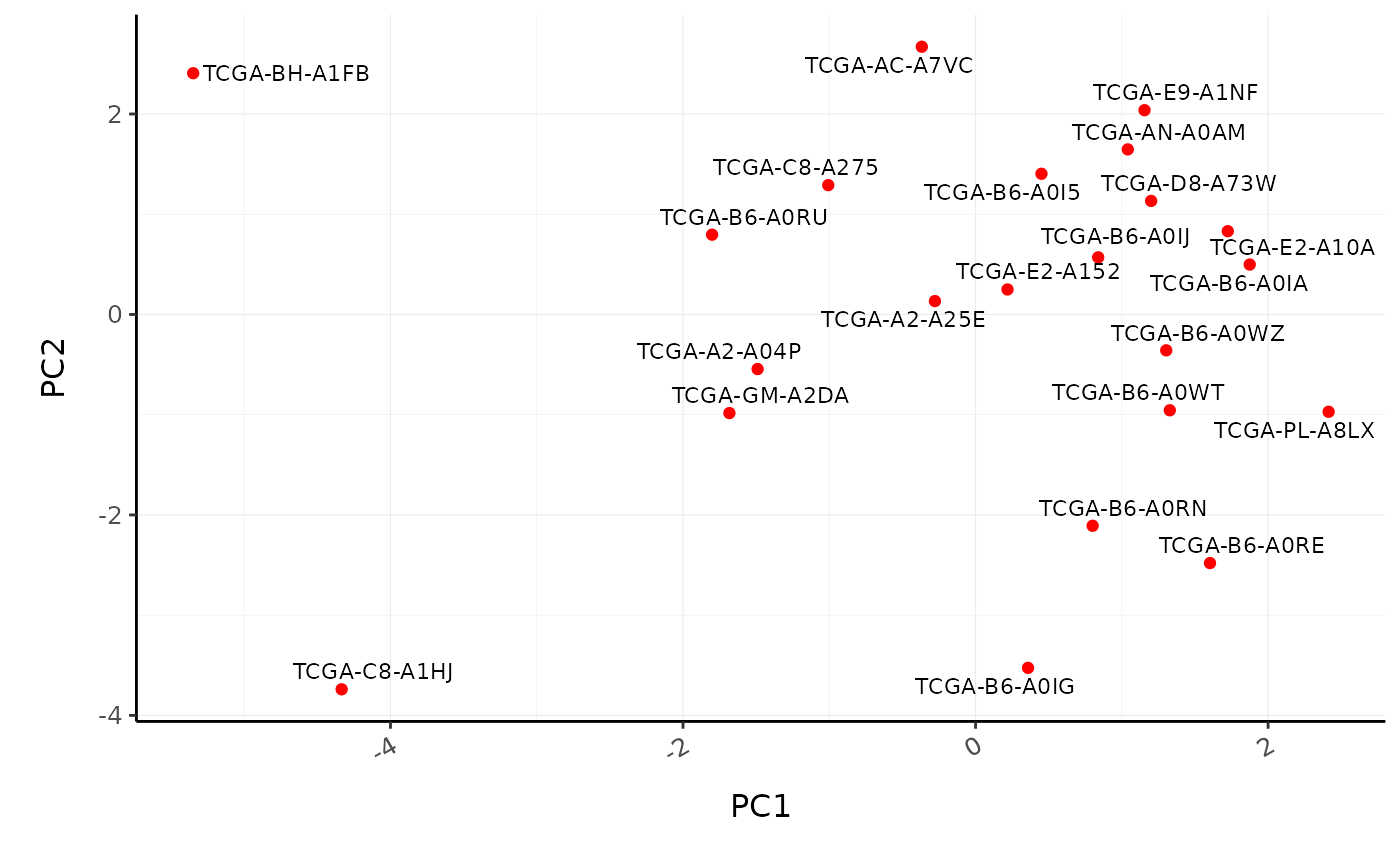 TCGA-AC-A7VC
TCGA-BH-A1FB
TCGA-E9-A1NF
2
TCGA-AN-A0AM
TCGA-C8-A275
TCGA-D8-A73W
TCGA-B6-A0I5
TCGA-B6-A0RU
TCGA-B6-A0IJ
TCGA-E2-A10A
TCGA-E2-A152
TCGA-B6-A0IA
0
TCGA-A2-A25E
TCGA-B6-A0WZ
TCGA-A2-A04P
PC2
TCGA-B6-A0WT
TCGA-GM-A2DA
TCGA-PL-A8LX
TCGA-B6-A0RN
-2
TCGA-B6-A0RE
TCGA-C8-A1HJ
TCGA-B6-A0IG
-4
-4 -2 0 2
PC1